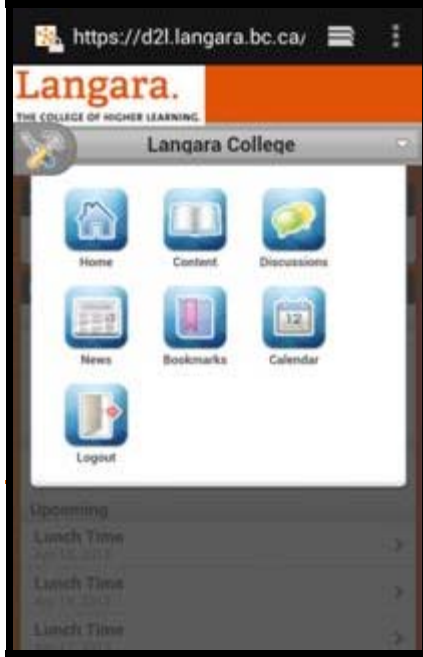 https://d2l.langara.bc.ca/
Langara.
THE COLLEGE OF HIGHER LEARNING.
Langara College
Home Content Discussions
12
News Bookmarks Calendar
Logout
Upcoming
Lunch Time
Lunch Time
Lunch Time